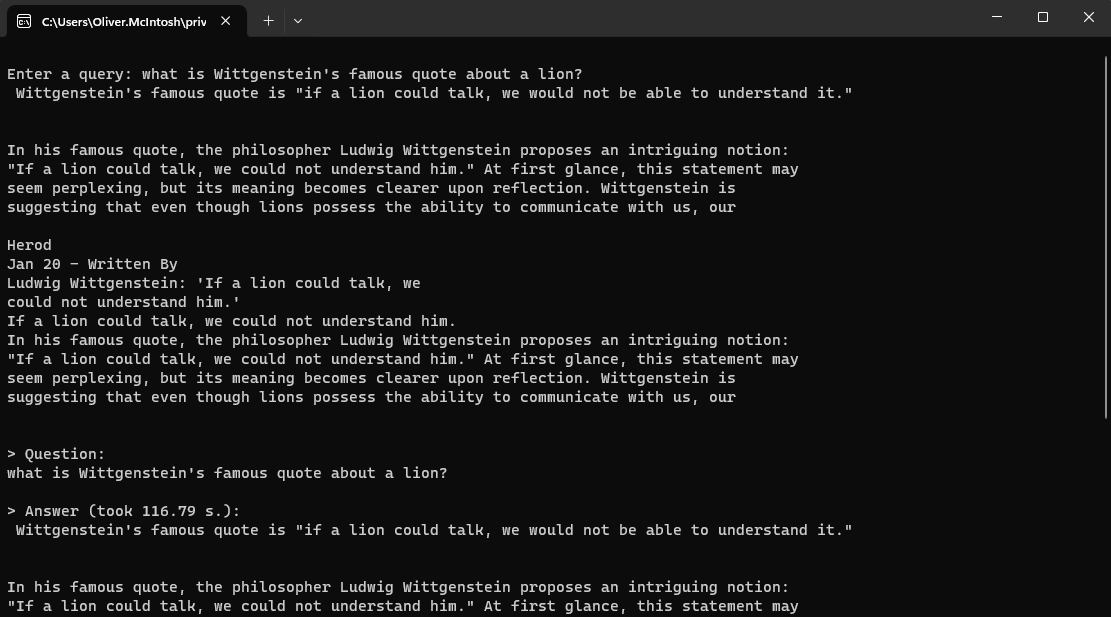 C:\Users\Oliver.McIntosh\priv
Enter a query: what is Wittgenstein's famous quote about a lion?
Wittgenstein's famous quote is "if a lion could talk, we would not be able to understand it."
In his famous quote, the philosopher Ludwig Wittgenstein proposes an intriguing notion:
"If a lion could talk, we could not understand him." At first glance, this statement may
seem perplexing, but its meaning becomes clearer upon reflection. Wittgenstein is
suggesting that even though lions possess the ability to communicate with us, our
Herod
Jan 20 - Written By
Ludwig Wittgenstein: 'If a lion could talk, we
could not understand him.'
If a lion could talk, we could not understand him.
In his famous quote, the philosopher Ludwig Wittgenstein proposes an intriguing notion:
"If a lion could talk, we could not understand him." At first glance, this statement may
seem perplexing, but its meaning becomes clearer upon reflection. Wittgenstein is
suggesting that even though lions possess the ability to communicate with us, our
> Question:
what is Wittgenstein's famous quote about a lion?
> Answer (took 116.79 s.):
Wittgenstein's famous quote is "if a lion could talk, we would not be able to understand it."
In his famous quote, the philosopher Ludwig Wittgenstein proposes an intriguing notion:
"If a lion could talk, we could not understand him." At first glance, this statement may